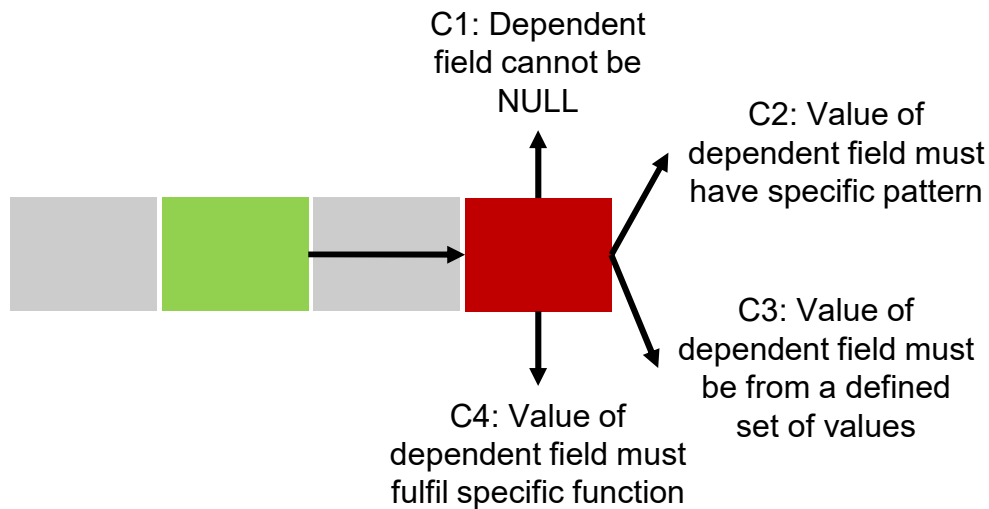 C1: Dependent
field cannot be
NULL
C2: Value of
dependent field must
have specific pattern
C3: Value of
dependent field must
be from a defined
set of values
C4: Value of
dependent field must
fulfil specific function